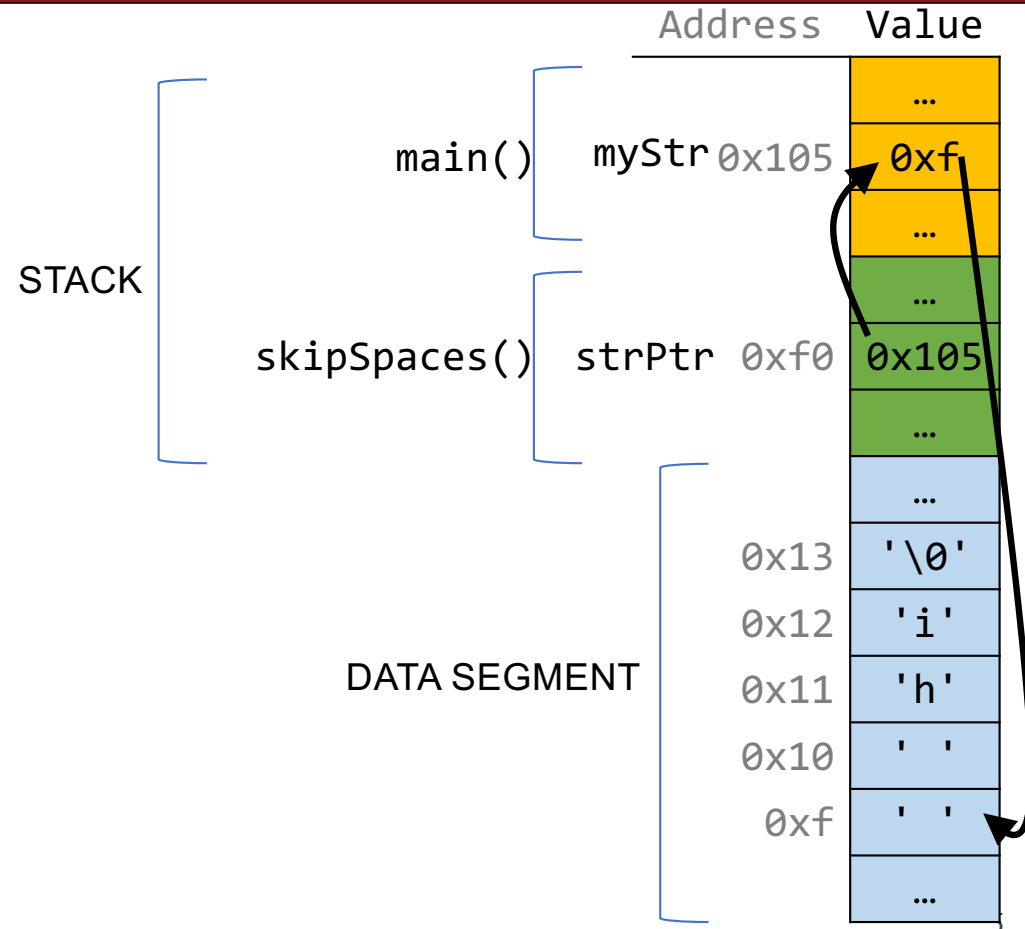 Address Value
…
main() myStr 0x105 0xf
…
STACK
…
skipSpaces() strPtr 0xf0 0x105
…
…
0x13 '\0'
0x12 'i'
DATA SEGMENT
0x11 'h'
0x10 ' '
0xf ' '
…